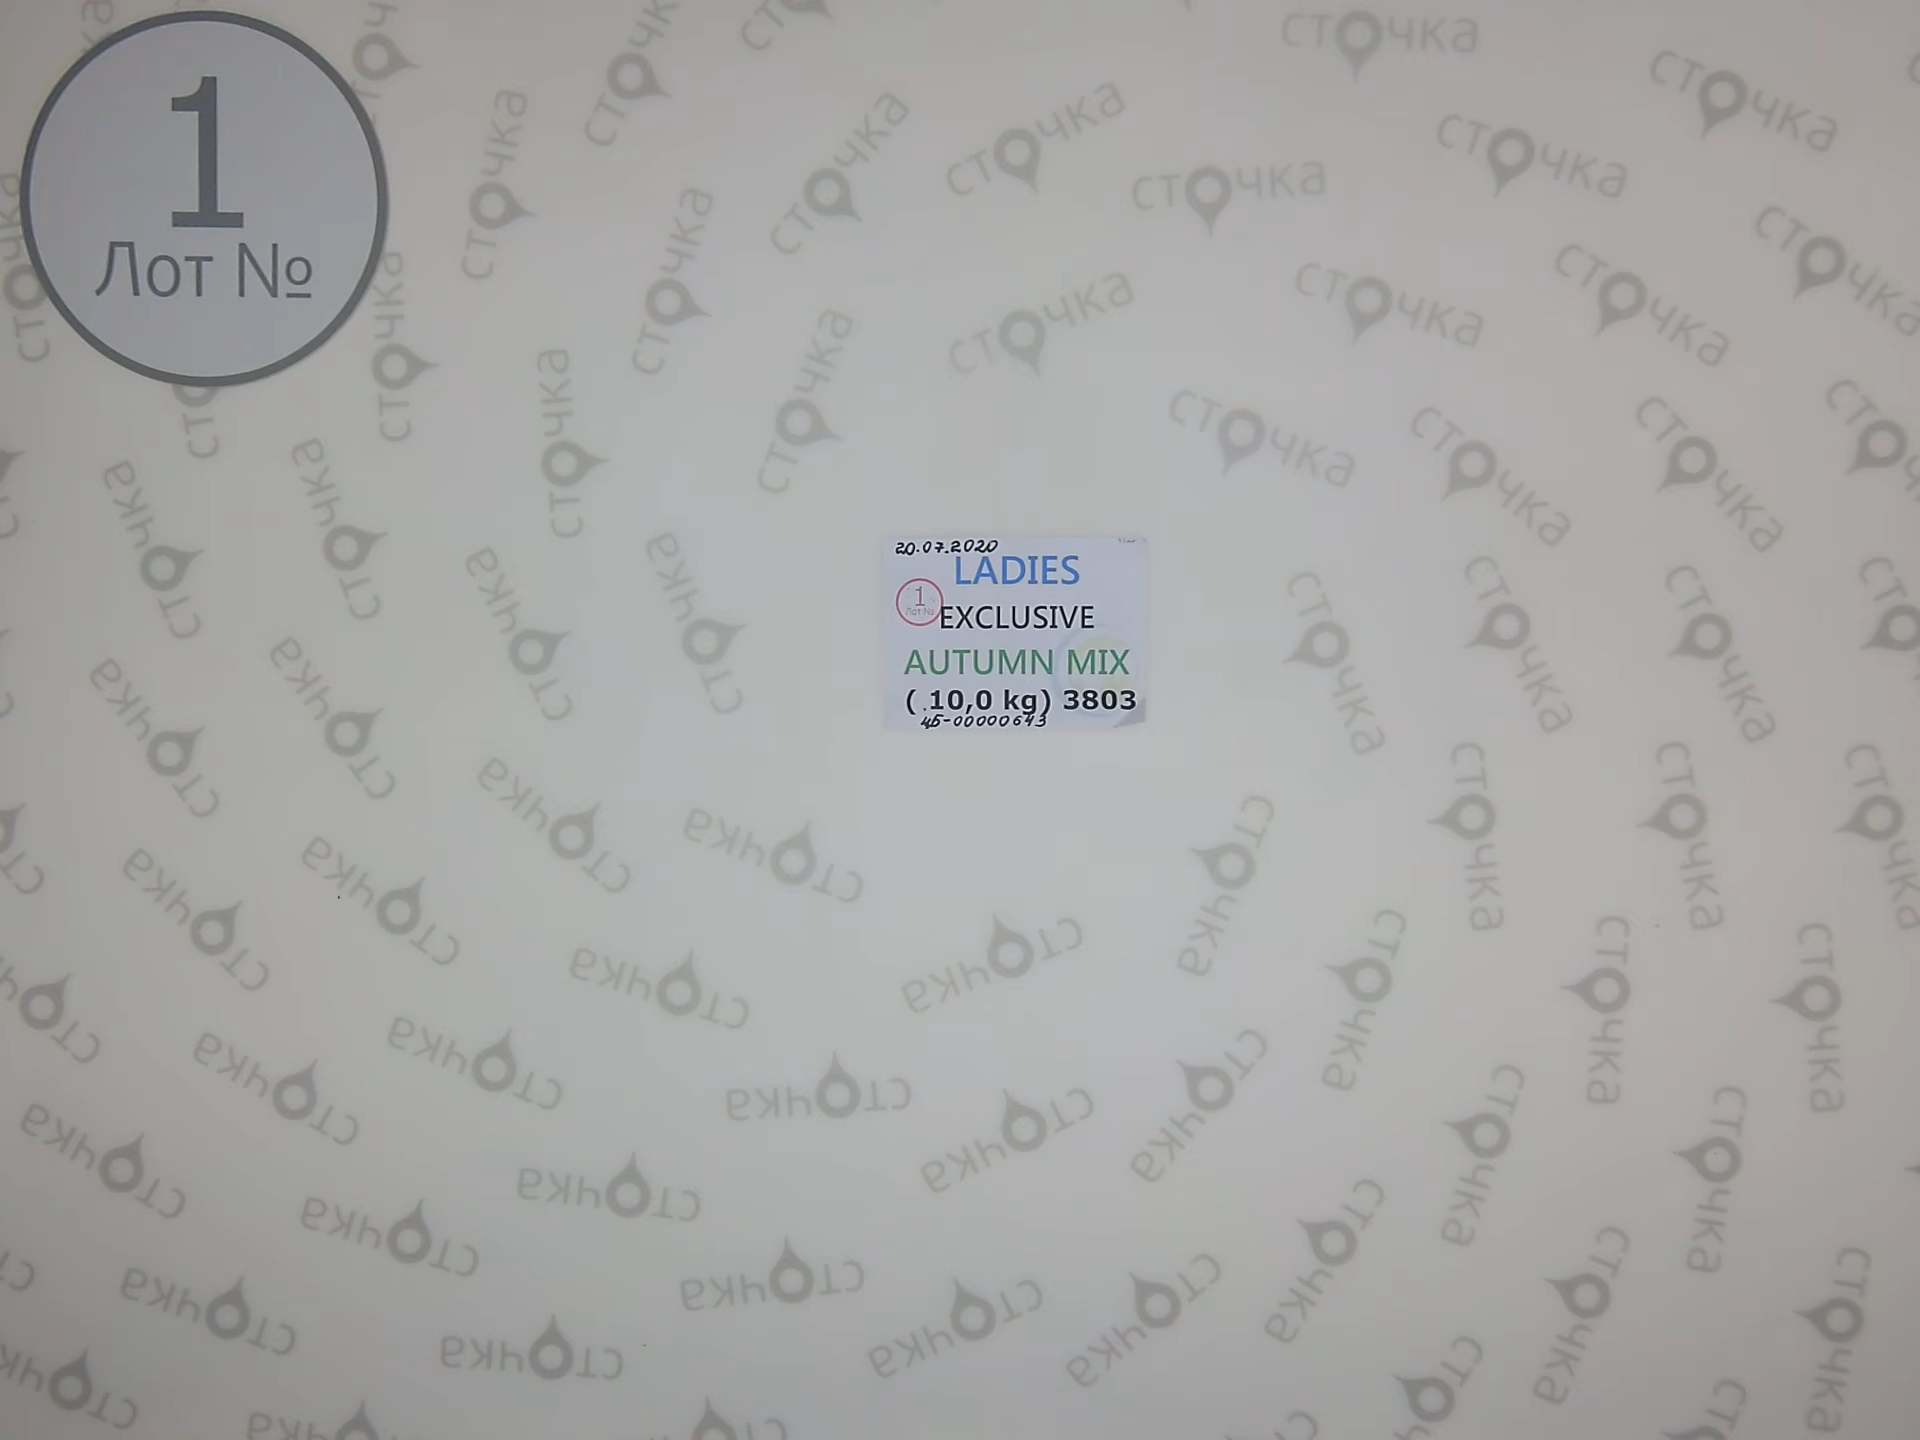 1
Лот №
20.07.2020
LADIES
1
Лот №
EXCLUSIVE
AUTUMN MIX
( 10,0 kg) 3803
цб-00000643
сточка